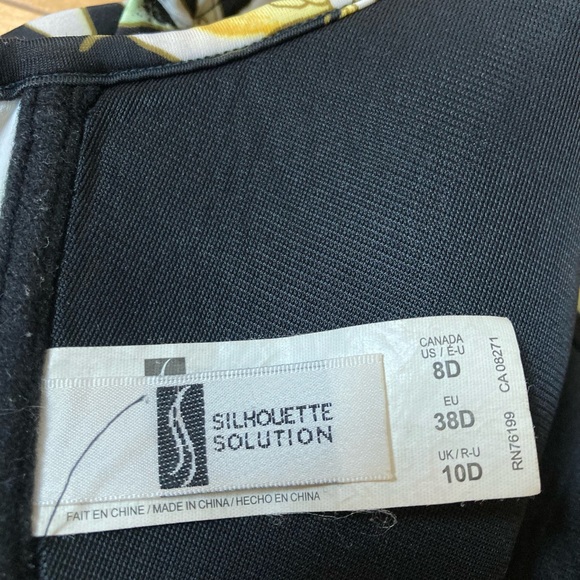 SILHOUETTE
SOLUTION
CANADA
US / É-U
8D
EU
38D
UK / R-U
10D
RN76199 CA 08271
FAIT EN CHINE / MADE IN CHINA / HECHO EN CHINA